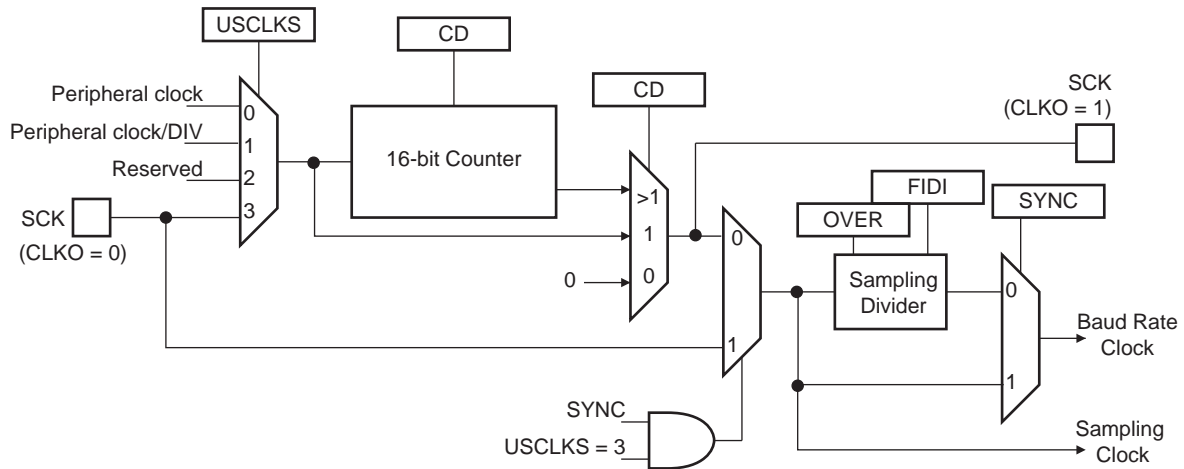 USCLKS
CD
CD
SCK
(CLKO = 1)
Peripheral clock
0
Peripheral clock/DIV
1
16-bit Counter
Reserved
2
FIDI
SCK
3
>1
OVER
SYNC
(CLKO = 0)
1
0
0
0
Sampling
Divider
0
Baud Rate
Clock
1
1
SYNC
USCLKS = 3
Sampling
Clock